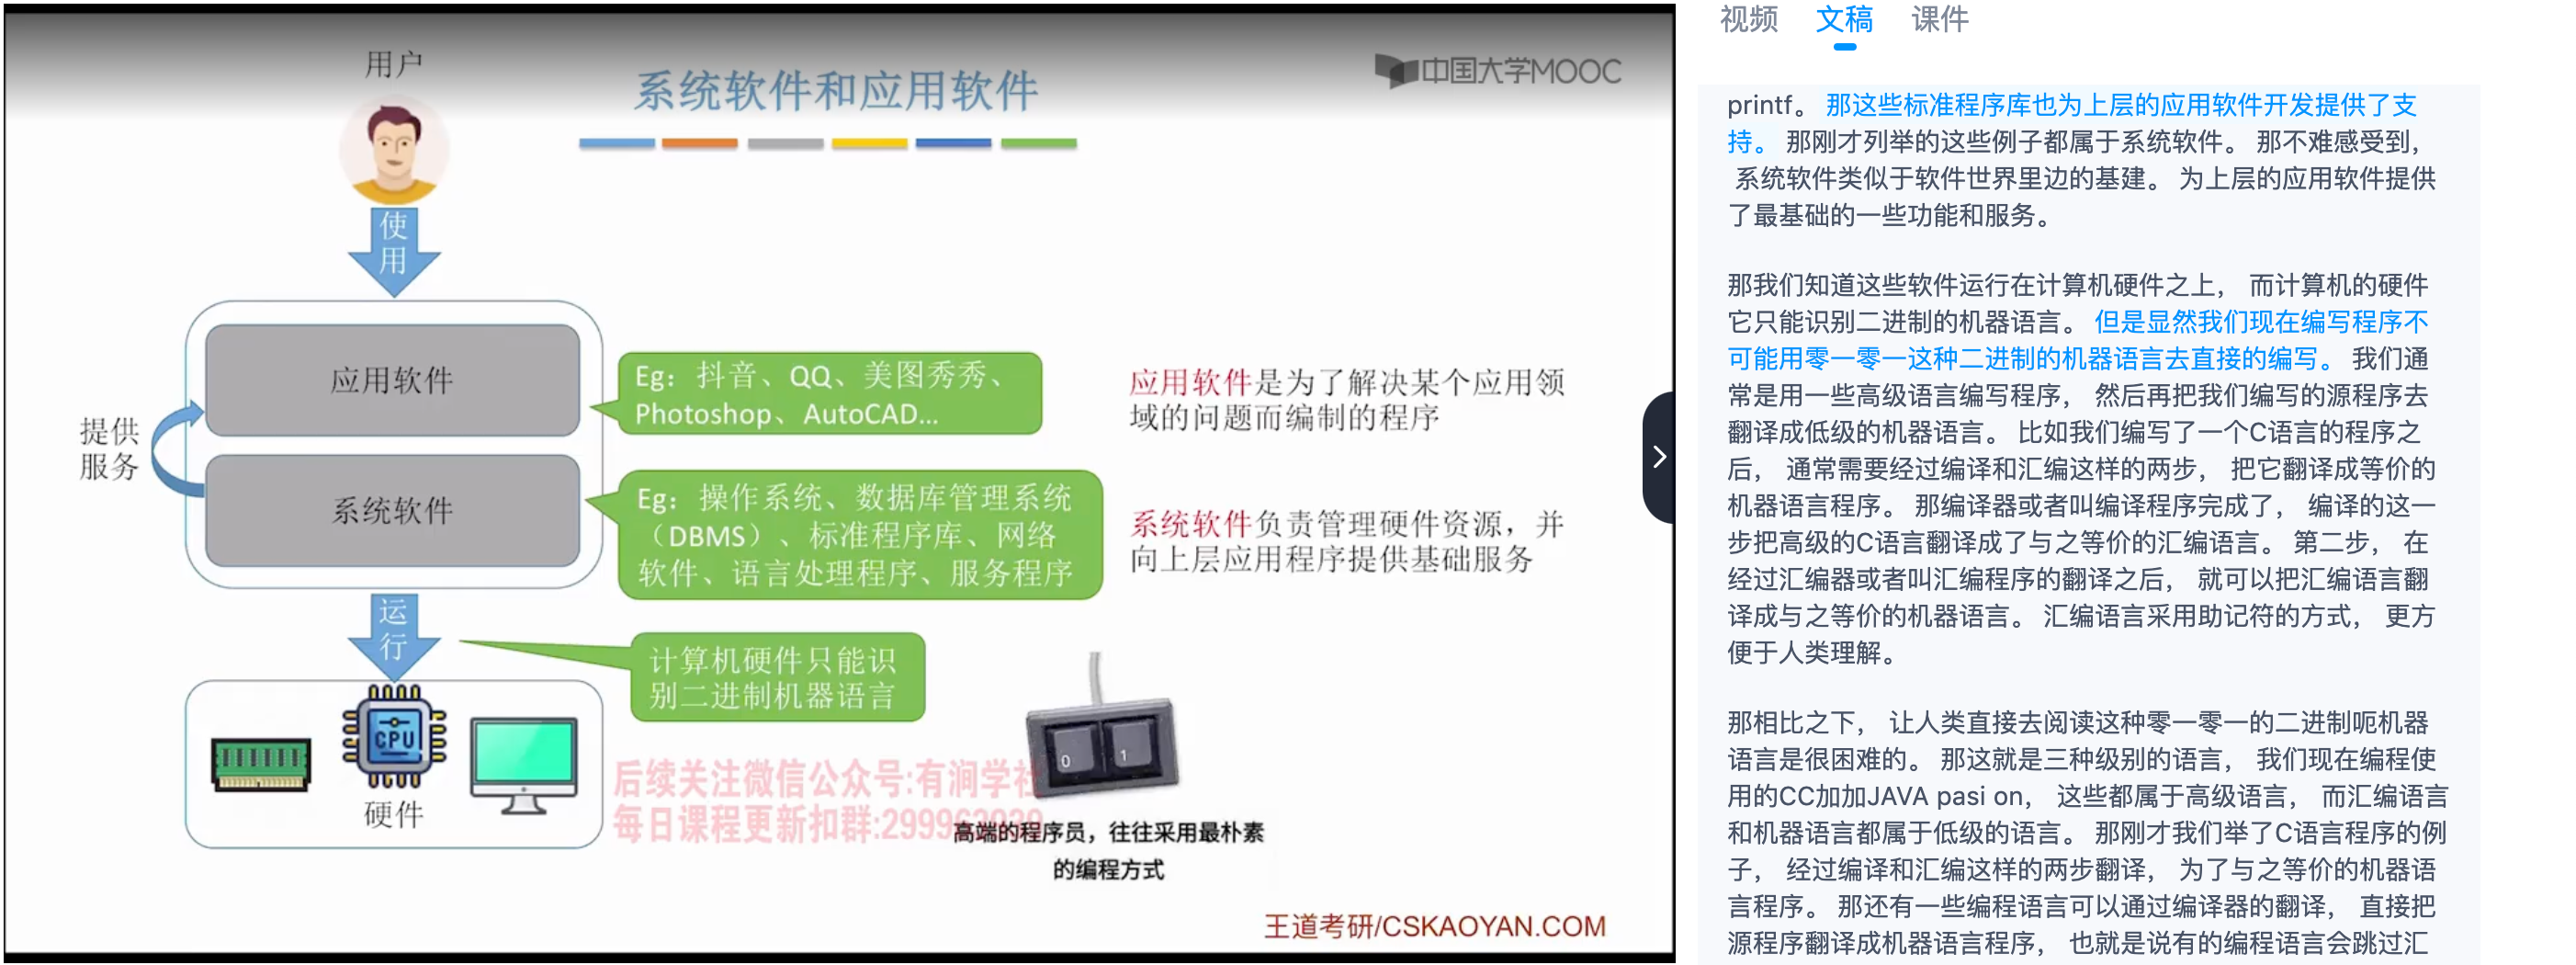 用户
系统软件和应用软件
中国大学MOOC
使
用
应用软件
Eg：抖音、QQ、美图秀秀、
Photoshop、AutoCAD...
应用软件是为了解决某个应用领
域的问题而编制的程序
提供
服务
系统软件
Eg：操作系统、数据库管理系统
（DBMS）、标准程序库、网络
软件、语言处理程序、服务程序
系统软件负责管理硬件资源，并
向上层应用程序提供基础服务
运
行
计算机硬件只能识
别二进制机器语言
CPU
硬件
0
1
后续关注微信公众号:有涧学社
每日课程更新扣群:299962039
高端的程序员，往往采用最朴素
的编程方式
王道考研/CSKAOYAN.COM
视频 文稿 课件
printf。 那这些标准程序库也为上层的应用软件开发提供了支
持。 那刚才列举的这些例子都属于系统软件。 那不难感受到，
系统软件类似于软件世界里边的基建。 为上层的应用软件提供
了最基础的一些功能和服务。
那我们知道这些软件运行在计算机硬件之上， 而计算机的硬件
它只能识别二进制的机器语言。 但是显然我们现在编写程序不
可能用零一零一这种二进制的机器语言去直接的编写。 我们通
常是用一些高级语言编写程序， 然后再把我们编写的源程序去
翻译成低级的机器语言。 比如我们编写了一个C语言的程序之
后， 通常需要经过编译和汇编这样的两步， 把它翻译成等价的
机器语言程序。 那编译器或者叫编译程序完成了， 编译的这一
步把高级的C语言翻译成了与之等价的汇编语言。 第二步， 在
经过汇编器或者叫汇编程序的翻译之后， 就可以把汇编语言翻
译成与之等价的机器语言。 汇编语言采用助记符的方式， 更方
便于人类理解。
那相比之下， 让人类直接去阅读这种零一零一的二进制呃机器
语言是很困难的。 那这就是三种级别的语言， 我们现在编程使
用的CC加加JAVA pasi on， 这些都属于高级语言， 而汇编语言
和机器语言都属于低级的语言。 那刚才我们举了C语言程序的例
子， 经过编译和汇编这样的两步翻译， 为了与之等价的机器语
言程序。 那还有一些编程语言可以通过编译器的翻译， 直接把
源程序翻译成机器语言程序， 也就是说有的编程语言会跳过汇